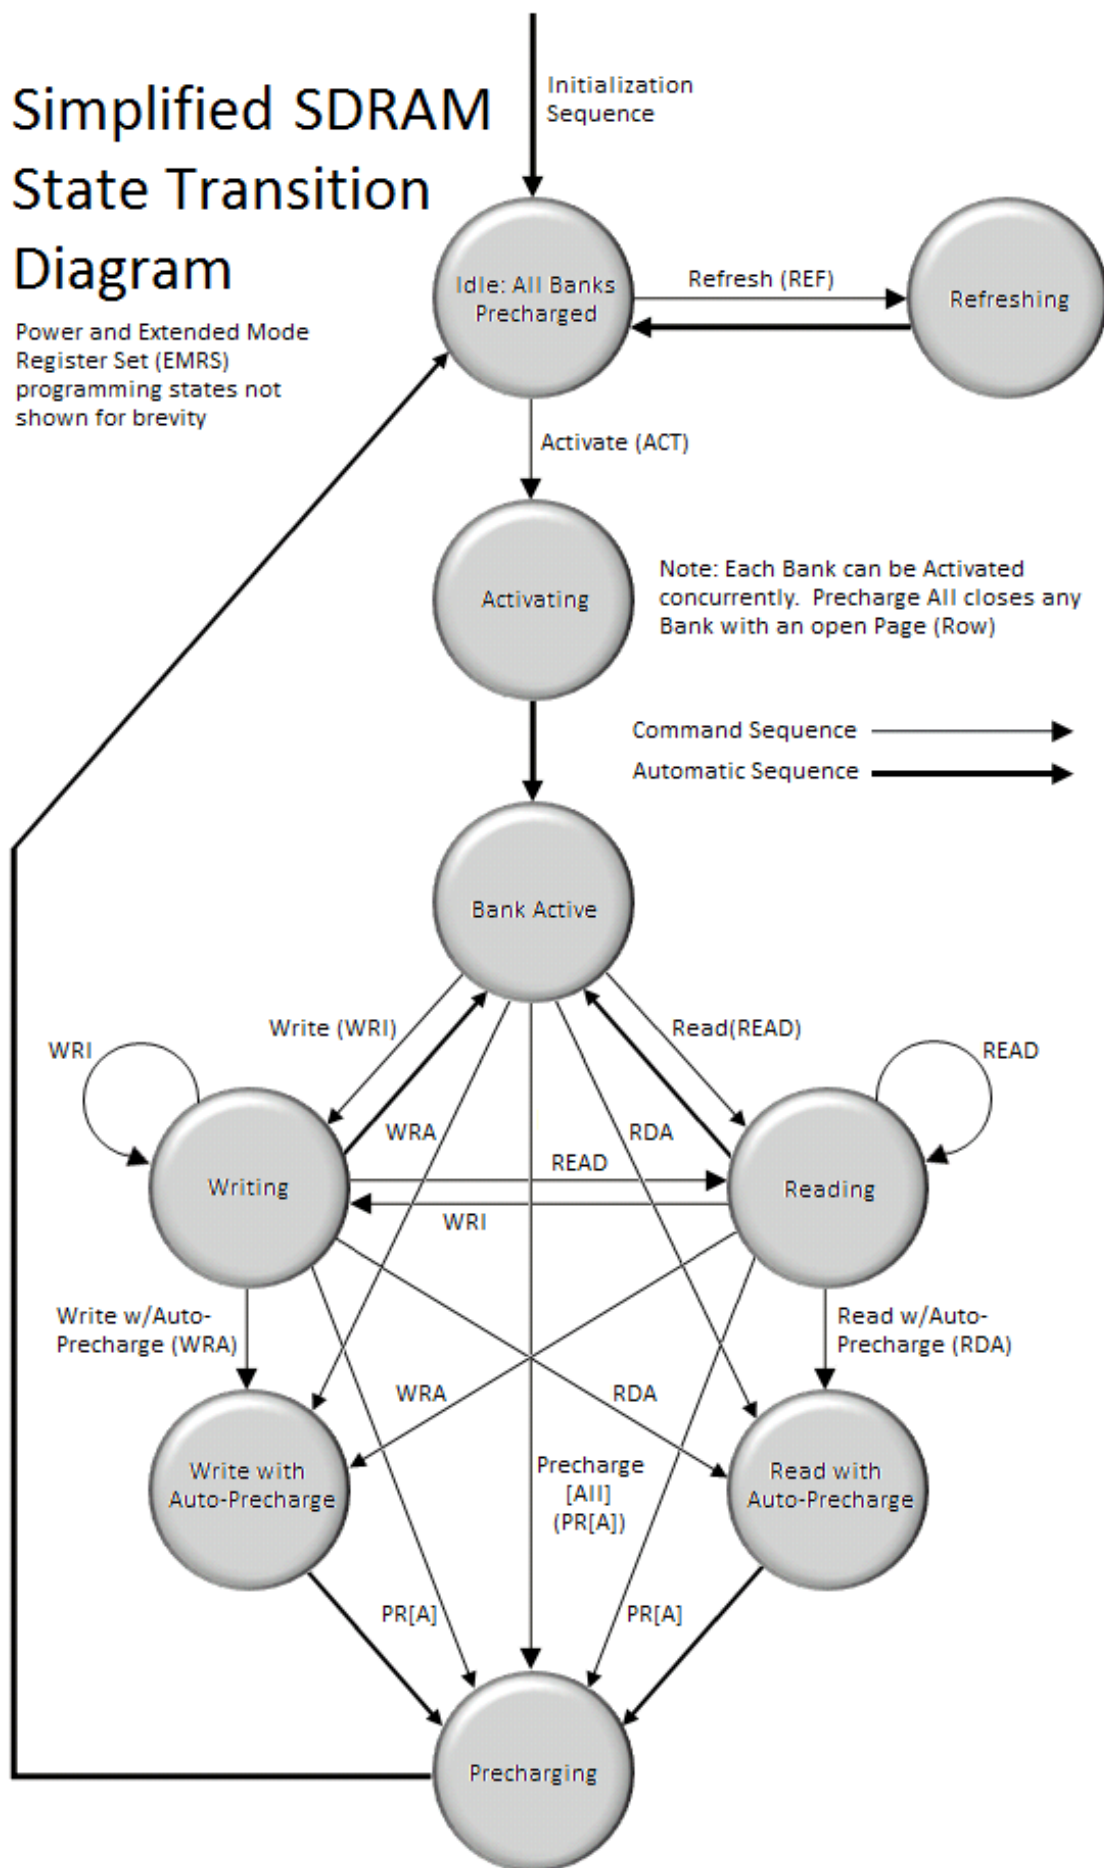 Simplified SDRAM
State Transition
Diagram
Power and Extended Mode
Register Set (EMRS)
programming states not
shown for brevity
Initialization
Sequence
Idle: All Banks
Precharged
Refresh (REF)
Refreshing
Activate (ACT)
Activating
Note: Each Bank can be Activated
concurrently. Precharge All closes any
Bank with an open Page (Row)
Command Sequence
Automatic Sequence
Bank Active
Write (WRI)
Read(READ)
WRI
READ
WRA
RDA
READ
Writing
Reading
WRI
Write w/Auto-
Precharge (WRA)
Read w/Auto-
Precharge (RDA)
WRA
RDA
Write with
Auto-Precharge
Precharge
[All]
(PR[A])
Read with
Auto-Precharge
PR[A]
PR[A]
Precharging